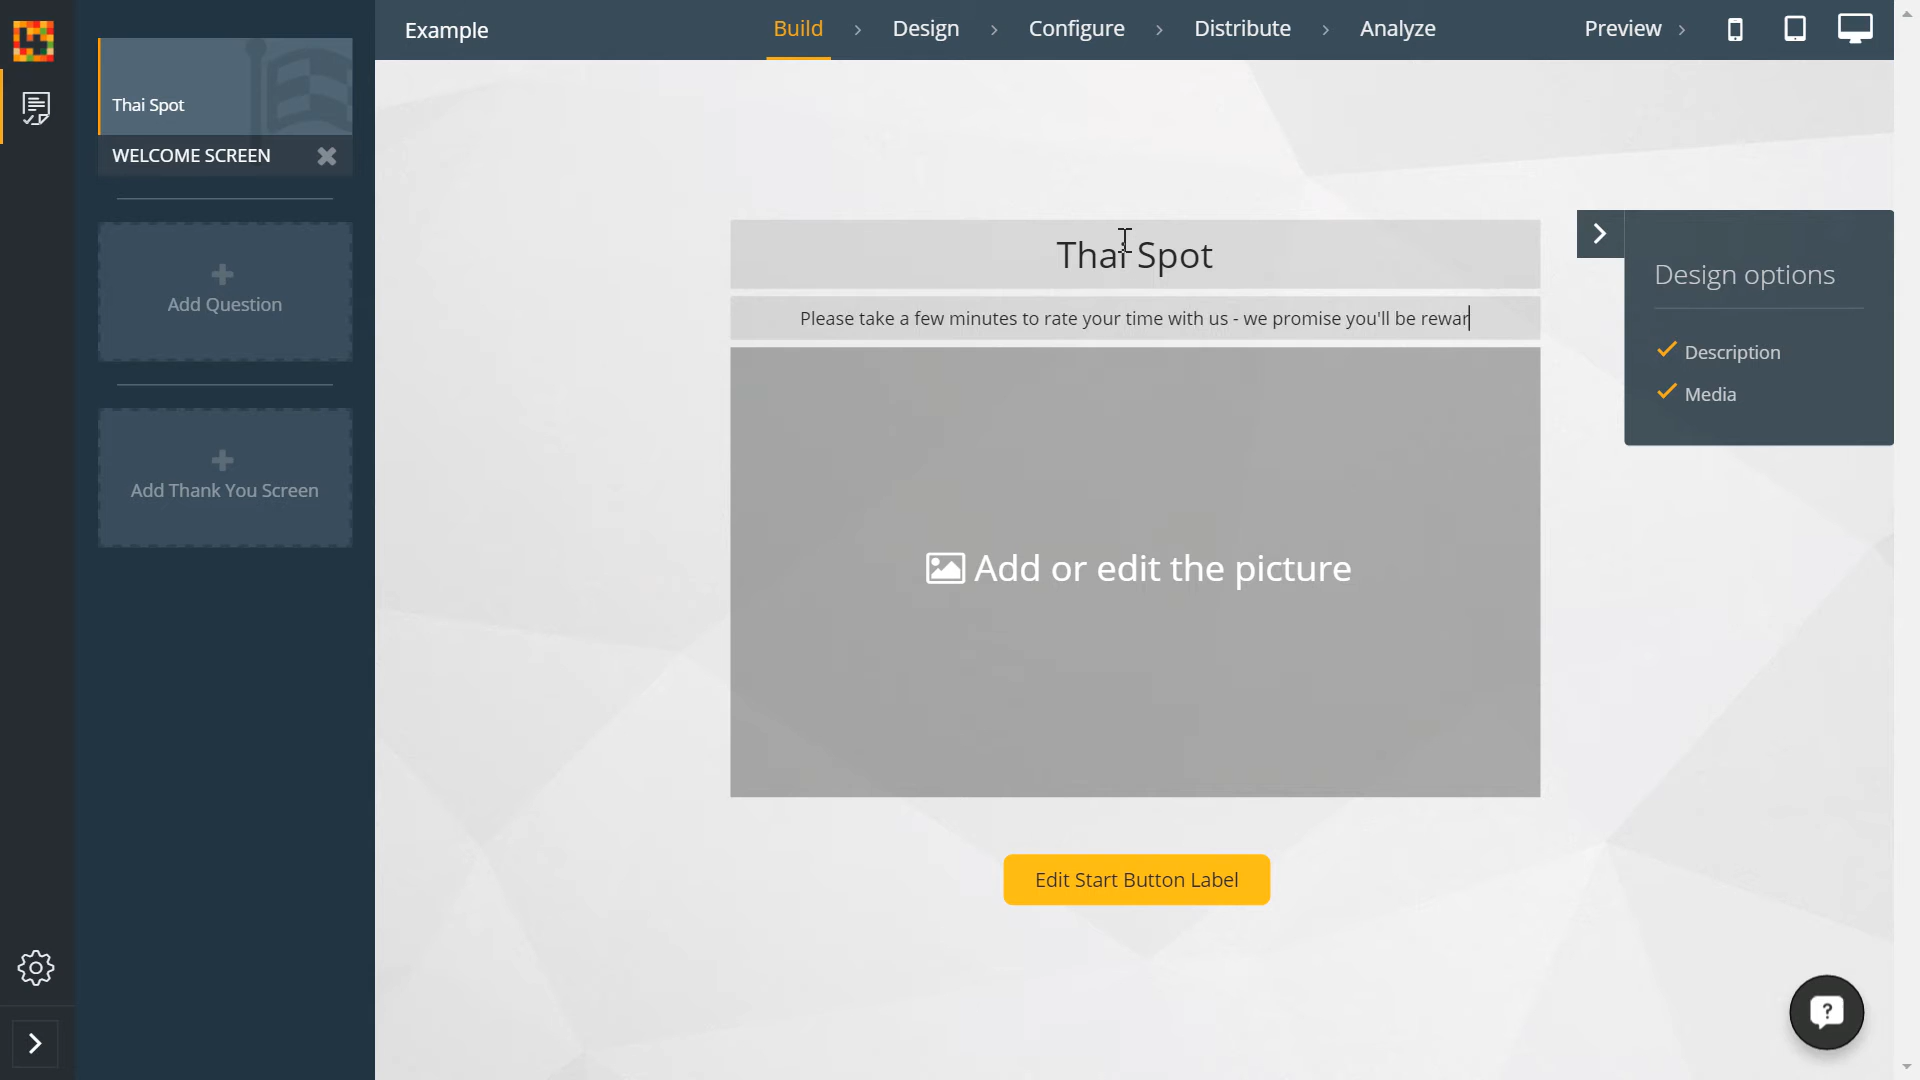 Example
Build
Design
Configure
Distribute
Analyze
Preview
Thai Spot
WELCOME SCREEN
Add Question
Add Thank You Screen
Thai Spot
Please take a few minutes to rate your time with us - we promise you'll be rewar
Add or edit the picture
Edit Start Button Label
Design options
Description
Media
?